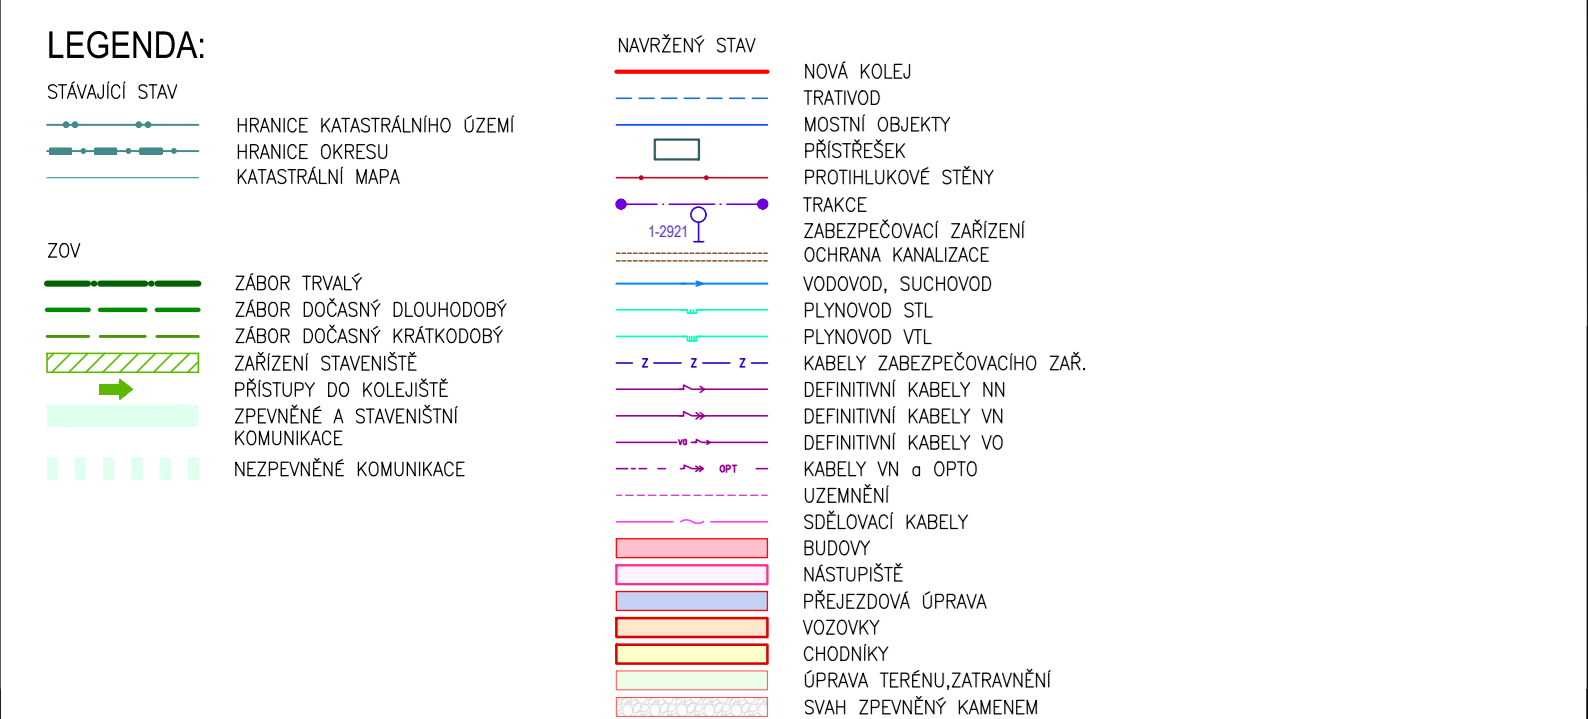 LEGENDA:
STÁVAJÍCÍ STAV
HRANICE KATASTRÁLNÍHO ÚZEMÍ
HRANICE OKRESU
KATASTRÁLNÍ MAPA
ZOV
ZÁBOR TRVALÝ
ZÁBOR DOČASNÝ DLOUHODOBÝ
ZÁBOR DOČASNÝ KRÁTKODOBÝ
ZAŘÍZENÍ STAVENIŠTĚ
PŘÍSTUPY DO KOLEJIŠTĚ
ZPEVNĚNÉ A STAVENIŠTNÍ
KOMUNIKACE
NEZPEVNĚNÉ KOMUNIKACE
NAVRŽENÝ STAV
NOVÁ KOLEJ
TRATIVOD
MOSTNÍ OBJEKTY
PŘÍSTŘEŠEK
PROTIHLUKOVÉ STĚNY
TRAKCE
1-2921 ZABEZPEČOVACÍ ZAŘÍZENÍ
OCHRANA KANALIZACE
VODOVOD, SUCHOVOD
PLYNOVOD STL
PLYNOVOD VTL
Z Z Z KABELY ZABEZPEČOVACÍHO ZAŘ.
DEFINITIVNÍ KABELY NN
DEFINITIVNÍ KABELY VN
VO DEFINITIVNÍ KABELY VO
OPT KABELY VN a OPTO
UZEMNĚNÍ
SDĚLOVACÍ KABELY
BUDOVY
NÁSTUPIŠTĚ
PŘEJEZDOVÁ ÚPRAVA
VOZOVKY
CHODNÍKY
ÚPRAVA TERÉNU,ZATRAVNĚNÍ
SVAH ZPEVNĚNÝ KAMENEM